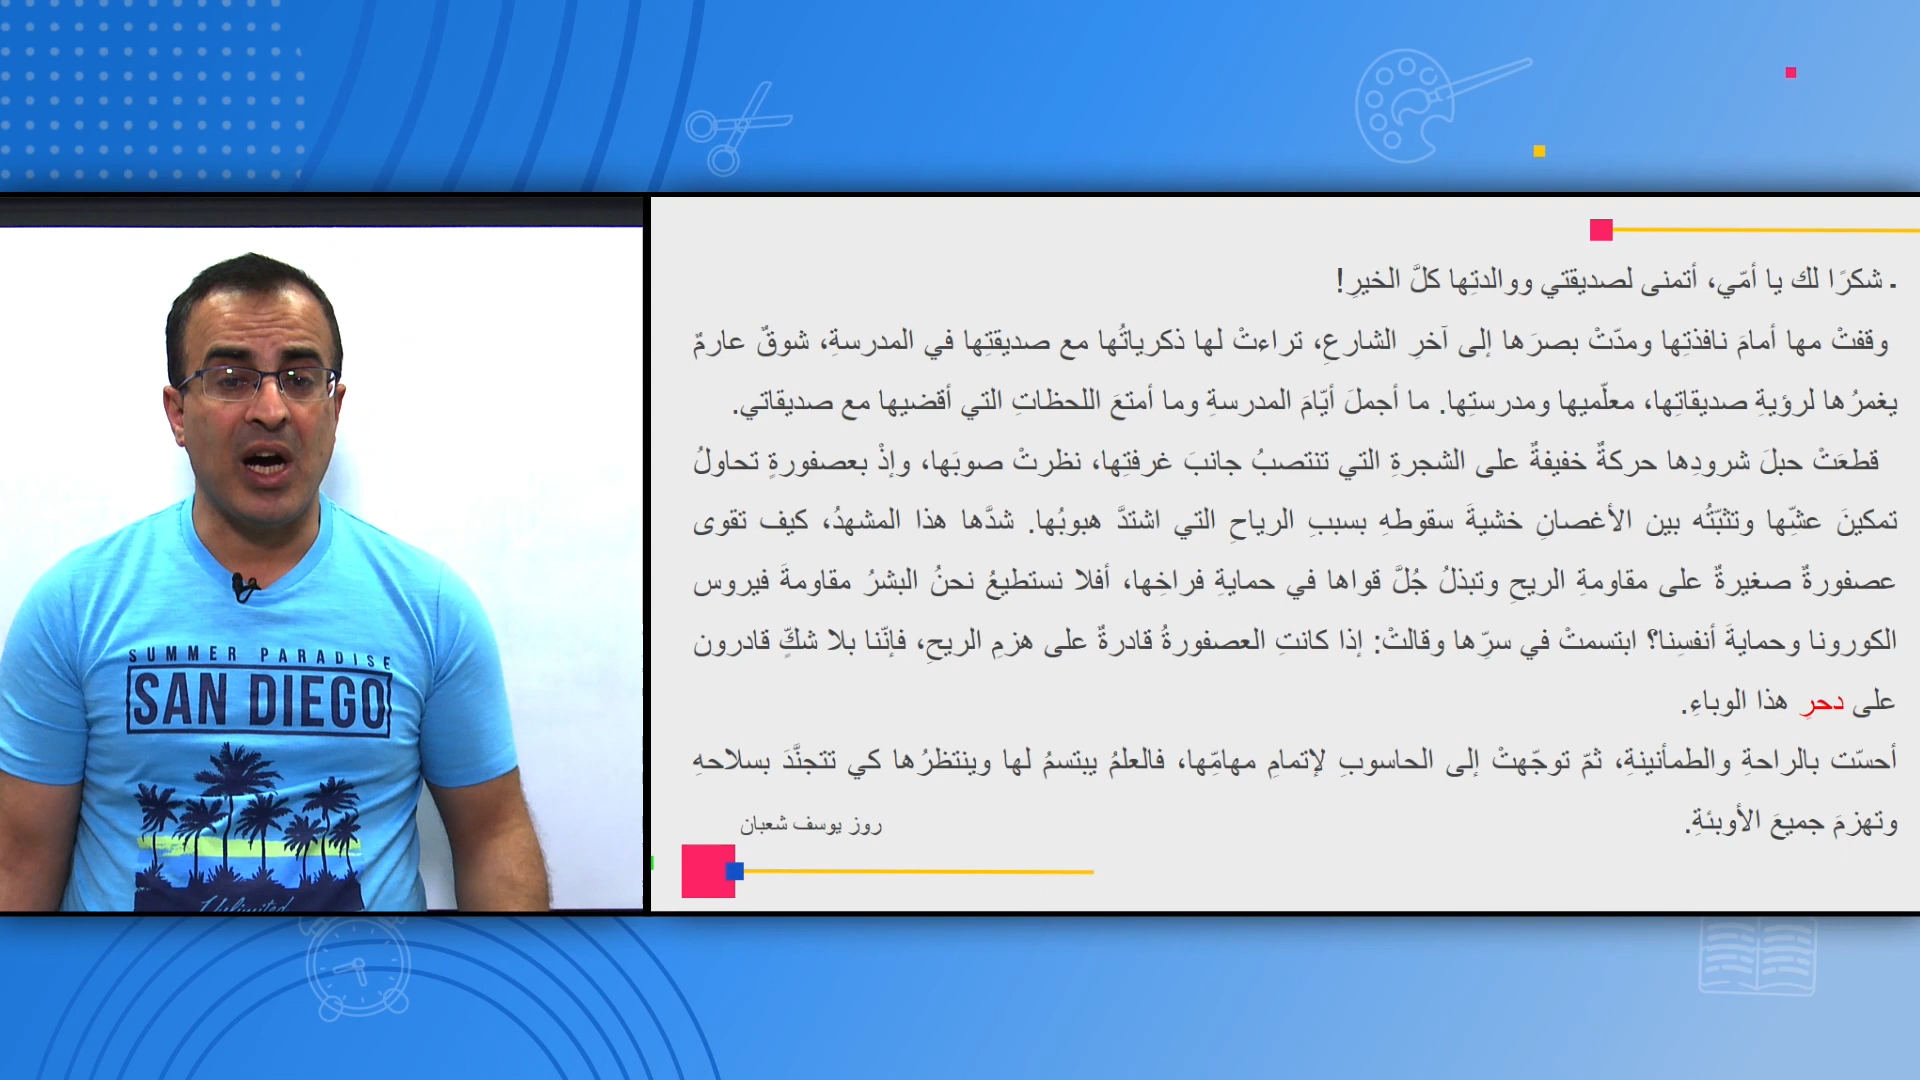 SUMMER PARADISE
SAN DIEGO
Unlimited
- شكرًا لك يا أمّي، أتمنى لصديقتي ووالدتِها كلَّ الخيرِ!
وقفتْ مها أمامَ نافذتِها ومدّتْ بصرَها إلى آخرِ الشارعِ، تراءتْ لها ذكرياتُها مع صديقتِها في المدرسةِ، شوقٌ عارمٌ
يغمرُها لرؤيةِ صديقاتِها، معلّميها ومدرستِها. ما أجملَ أيّامَ المدرسةِ وما أمتعَ اللحظاتِ التي أقضيها مع صديقاتي.
قطعَتْ حبلَ شرودِها حركةٌ خفيفةٌ على الشجرةِ التي تنتصبُ جانبَ غرفتِها، نظرتْ صوبَها، وإذْ بعصفورةٍ تحاولُ
تمكينَ عشِّها وتثبّتُه بين الأغصانِ خشيةَ سقوطهِ بسببِ الرياحِ التي اشتدَّ هبوبُها. شدَّها هذا المشهدُ، كيف تقوى
عصفورةٌ صغيرةٌ على مقاومةِ الريحِ وتبذلُ جُلَّ قواها في حمايةِ فراخِها، أفلا نستطيعُ نحنُ البشرُ مقاومةَ فيروس
الكورونا وحمايةَ أنفسِنا؟ ابتسمتْ في سرِّها وقالتْ: إذا كانتِ العصفورةُ قادرةٌ على هزمِ الريحِ، فإنّنا بلا شكٍّ قادرون
على دحرِ هذا الوباءِ.
أحسّت بالراحةِ والطمأنينةِ، ثمّ توجّهتْ إلى الحاسوبِ لإتمامِ مهامِّها، فالعلمُ يبتسمُ لها وينتظرُها كي تتجنَّدَ بسلاحهِ
وتهزمَ جميعَ الأوبئةِ.
روز يوسف شعبان